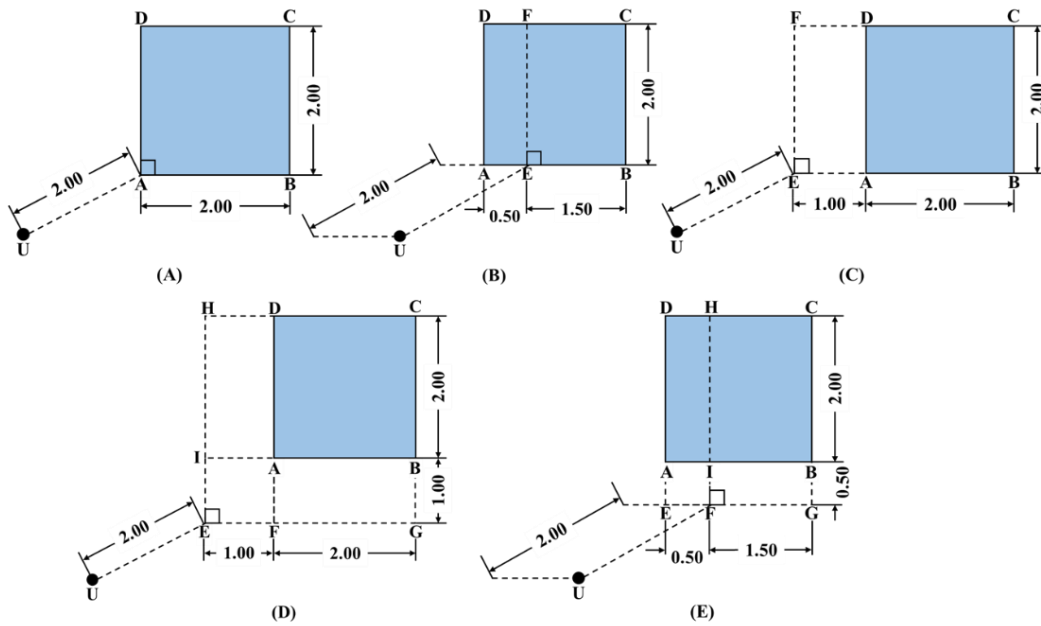 D C
2.00
2.00
A B
2.00
U
(A)
D F C
2.00
2.00
A E B
0.50 1.50
U
(B)
F D C
2.00
2.00
E A B
1.00 2.00
U
(C)
H D C
2.00
I A B
1.00
2.00
E F G
1.00 2.00
U
(D)
D H C
2.00
A I B
0.50
2.00
E F G
0.50 1.50
U
(E)